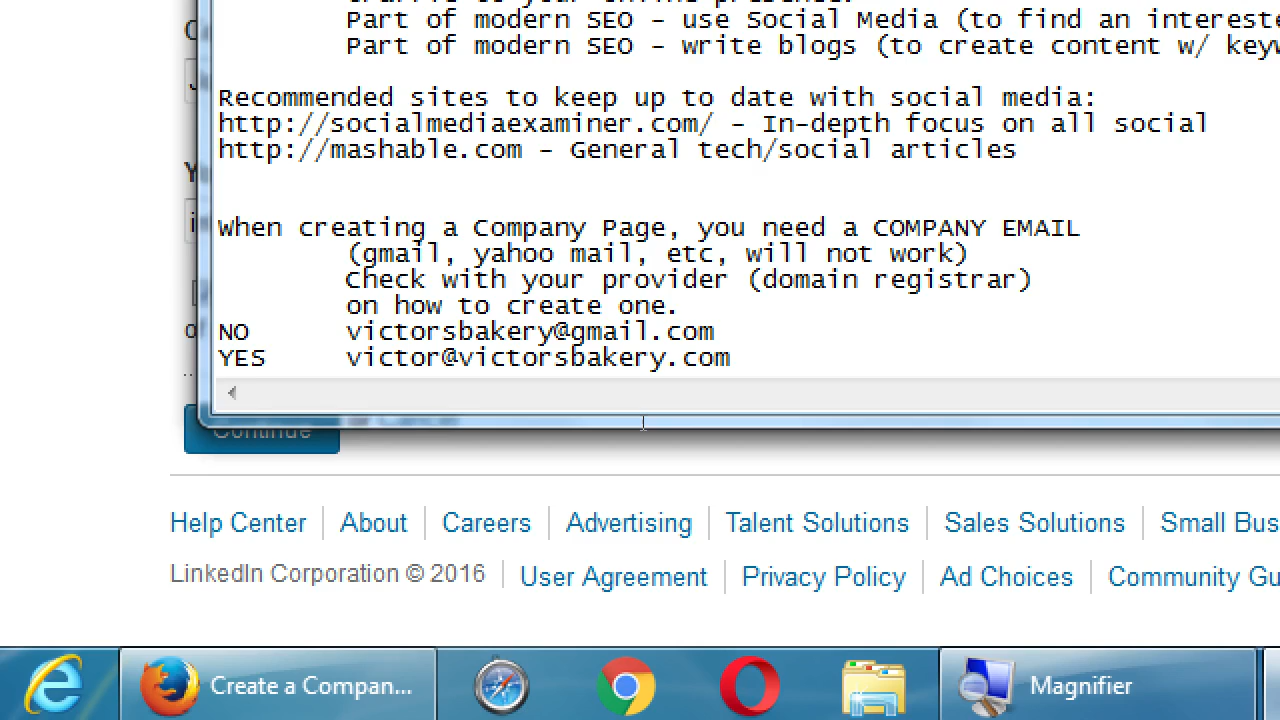 Part of modern SEO – use Social Media (to find an interest
Part of modern SEO – write blogs (to create content w/ keyw
Recommended sites to keep up to date with social media:
http://socialmediaexaminer.com/ – In-depth focus on all social
http://mashable.com – General tech/social articles
When creating a Company Page, you need a COMPANY EMAIL
(gmail, yahoo mail, etc, will not work)
Check with your provider (domain registrar)
on how to create one.
NO victorsbakery@gmail.com
YES victor@victorsbakery.com
Continue
Help Center About Careers Advertising Talent Solutions Sales Solutions Small Bus
LinkedIn Corporation © 2016 User Agreement Privacy Policy Ad Choices Community Gu
Create a Compan... Magnifier